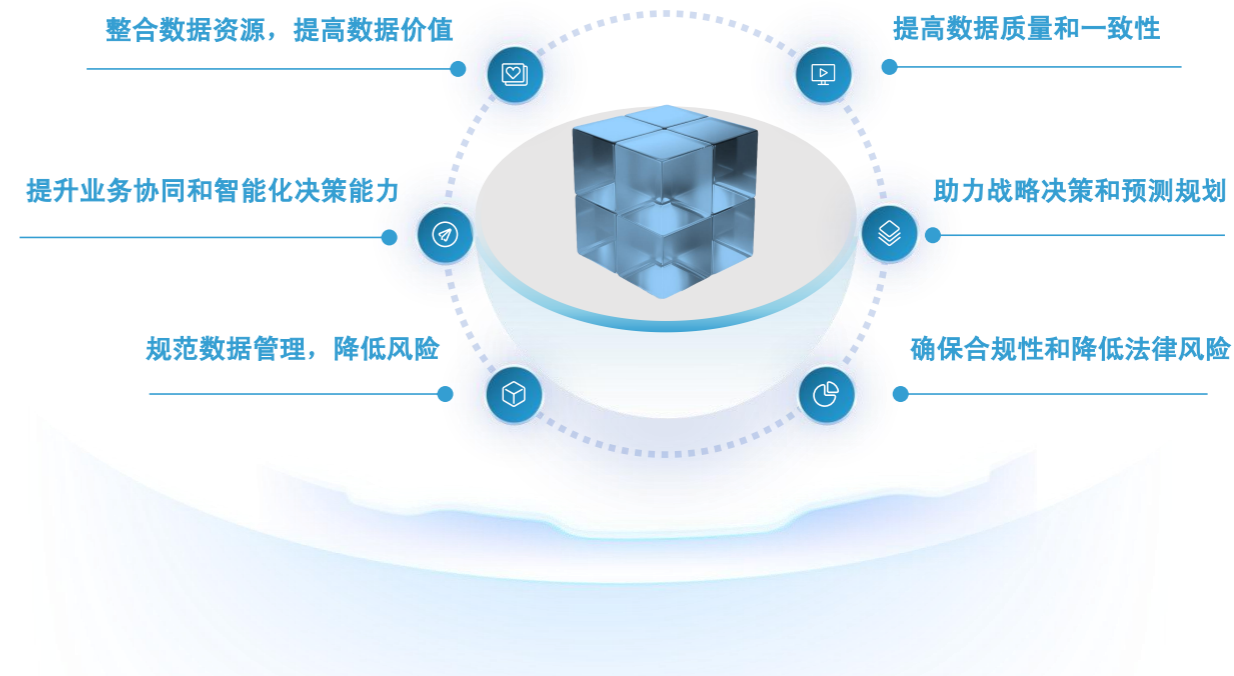 整合数据资源，提高数据价值
提高数据质量和一致性
提升业务协同和智能化决策能力
助力战略决策和预测规划
规范数据管理，降低风险
确保合规性和降低法律风险